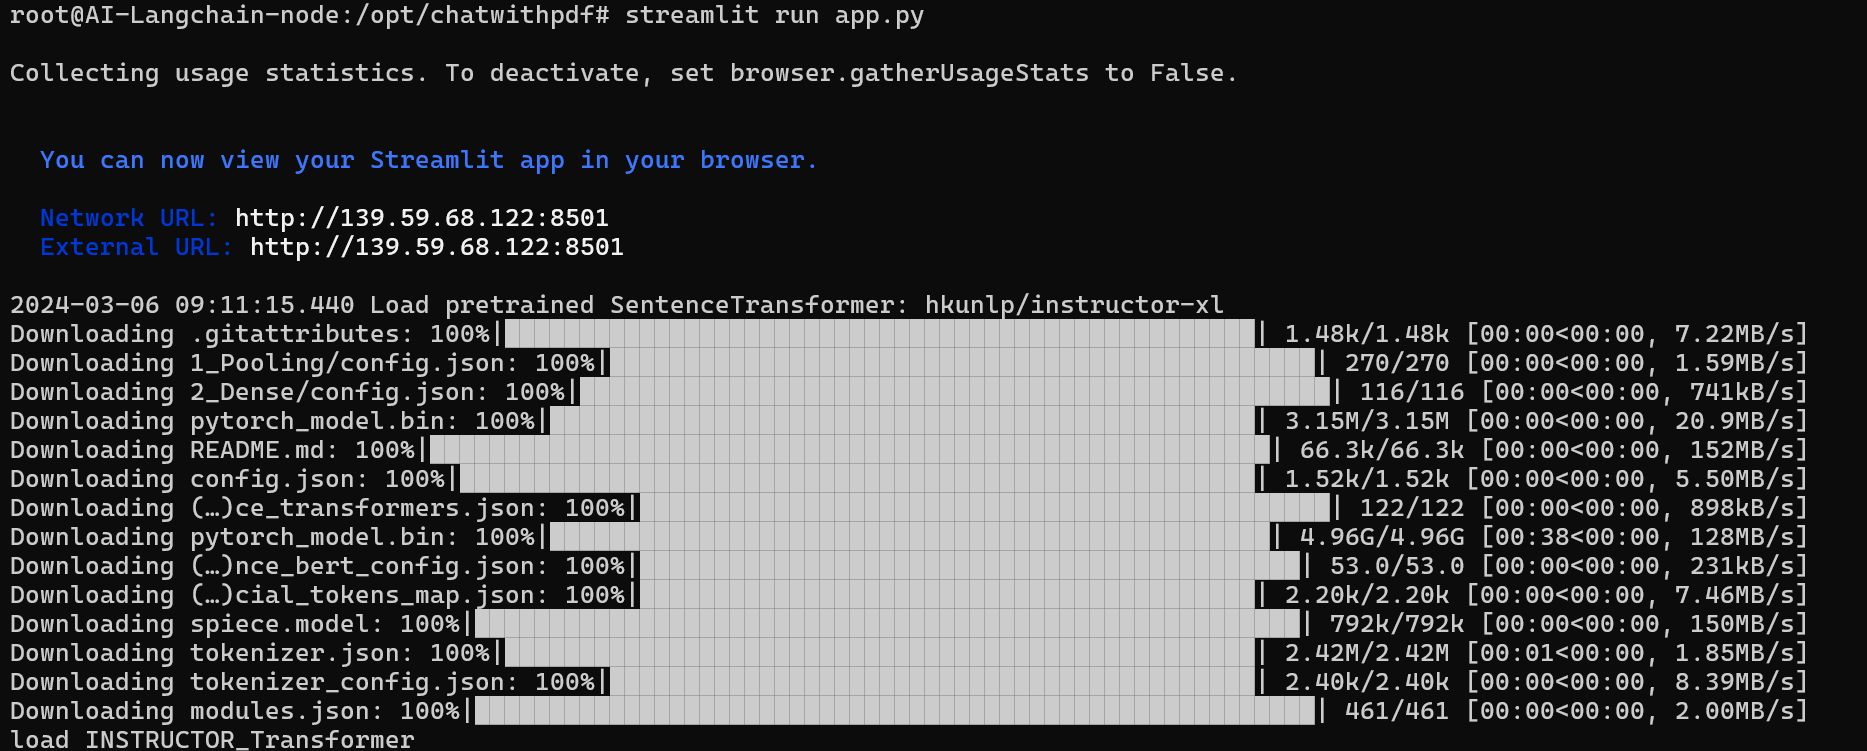 root@AI-Langchain-node:/opt/chatwithpdf# streamlit run app.py
Collecting usage statistics. To deactivate, set browser.gatherUsageStats to False.
You can now view your Streamlit app in your browser.
Network URL: http://139.59.68.122:8501
External URL: http://139.59.68.122:8501
2024-03-06 09:11:15.440 Load pretrained SentenceTransformer: hkunlp/instructor-xl
Downloading .gitattributes: 100%|| 1.48k/1.48k [00:00<00:00, 7.22MB/s]
Downloading 1_Pooling/config.json: 100%|| 270/270 [00:00<00:00, 1.59MB/s]
Downloading 2_Dense/config.json: 100%|| 116/116 [00:00<00:00, 741kB/s]
Downloading pytorch_model.bin: 100%|| 3.15M/3.15M [00:00<00:00, 20.9MB/s]
Downloading README.md: 100%|| 66.3k/66.3k [00:00<00:00, 152MB/s]
Downloading config.json: 100%|| 1.52k/1.52k [00:00<00:00, 5.50MB/s]
Downloading (…)ce_transformers.json: 100%|| 122/122 [00:00<00:00, 898kB/s]
Downloading pytorch_model.bin: 100%|| 4.96G/4.96G [00:38<00:00, 128MB/s]
Downloading (…)nce_bert_config.json: 100%|| 53.0/53.0 [00:00<00:00, 231kB/s]
Downloading (…)cial_tokens_map.json: 100%|| 2.20k/2.20k [00:00<00:00, 7.46MB/s]
Downloading spiece.model: 100%|| 792k/792k [00:00<00:00, 150MB/s]
Downloading tokenizer.json: 100%|| 2.42M/2.42M [00:01<00:00, 1.85MB/s]
Downloading tokenizer_config.json: 100%|| 2.40k/2.40k [00:00<00:00, 8.39MB/s]
Downloading modules.json: 100%|| 461/461 [00:00<00:00, 2.00MB/s]
load INSTRUCTOR_Transformer